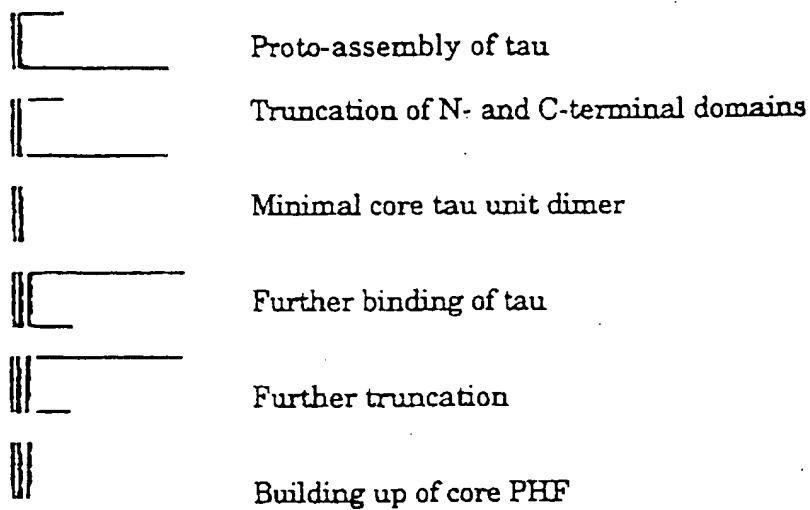 Proto-assembly of tau
Truncation of N- and C-terminal domains
Minimal core tau unit dimer
Further binding of tau
Further truncation
Building up of core PHF